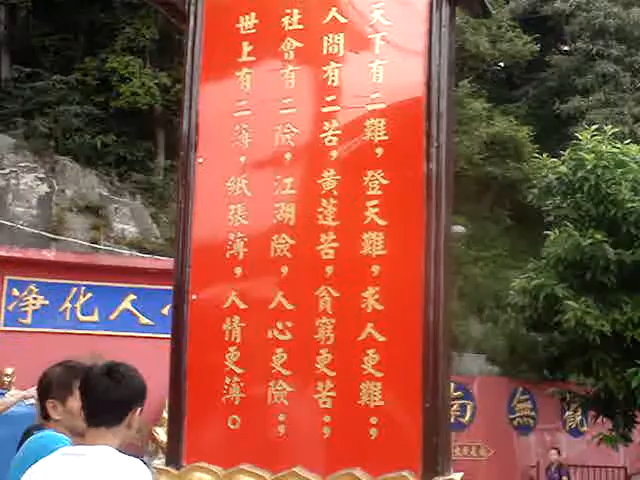 天下有二難，登天難，求人更難；
人間有二苦，黃蓮苦，貧窮更苦；
社會有二險，江湖險，人心更險；
世上有二薄，紙張薄，人情更薄。
淨化人心
南無